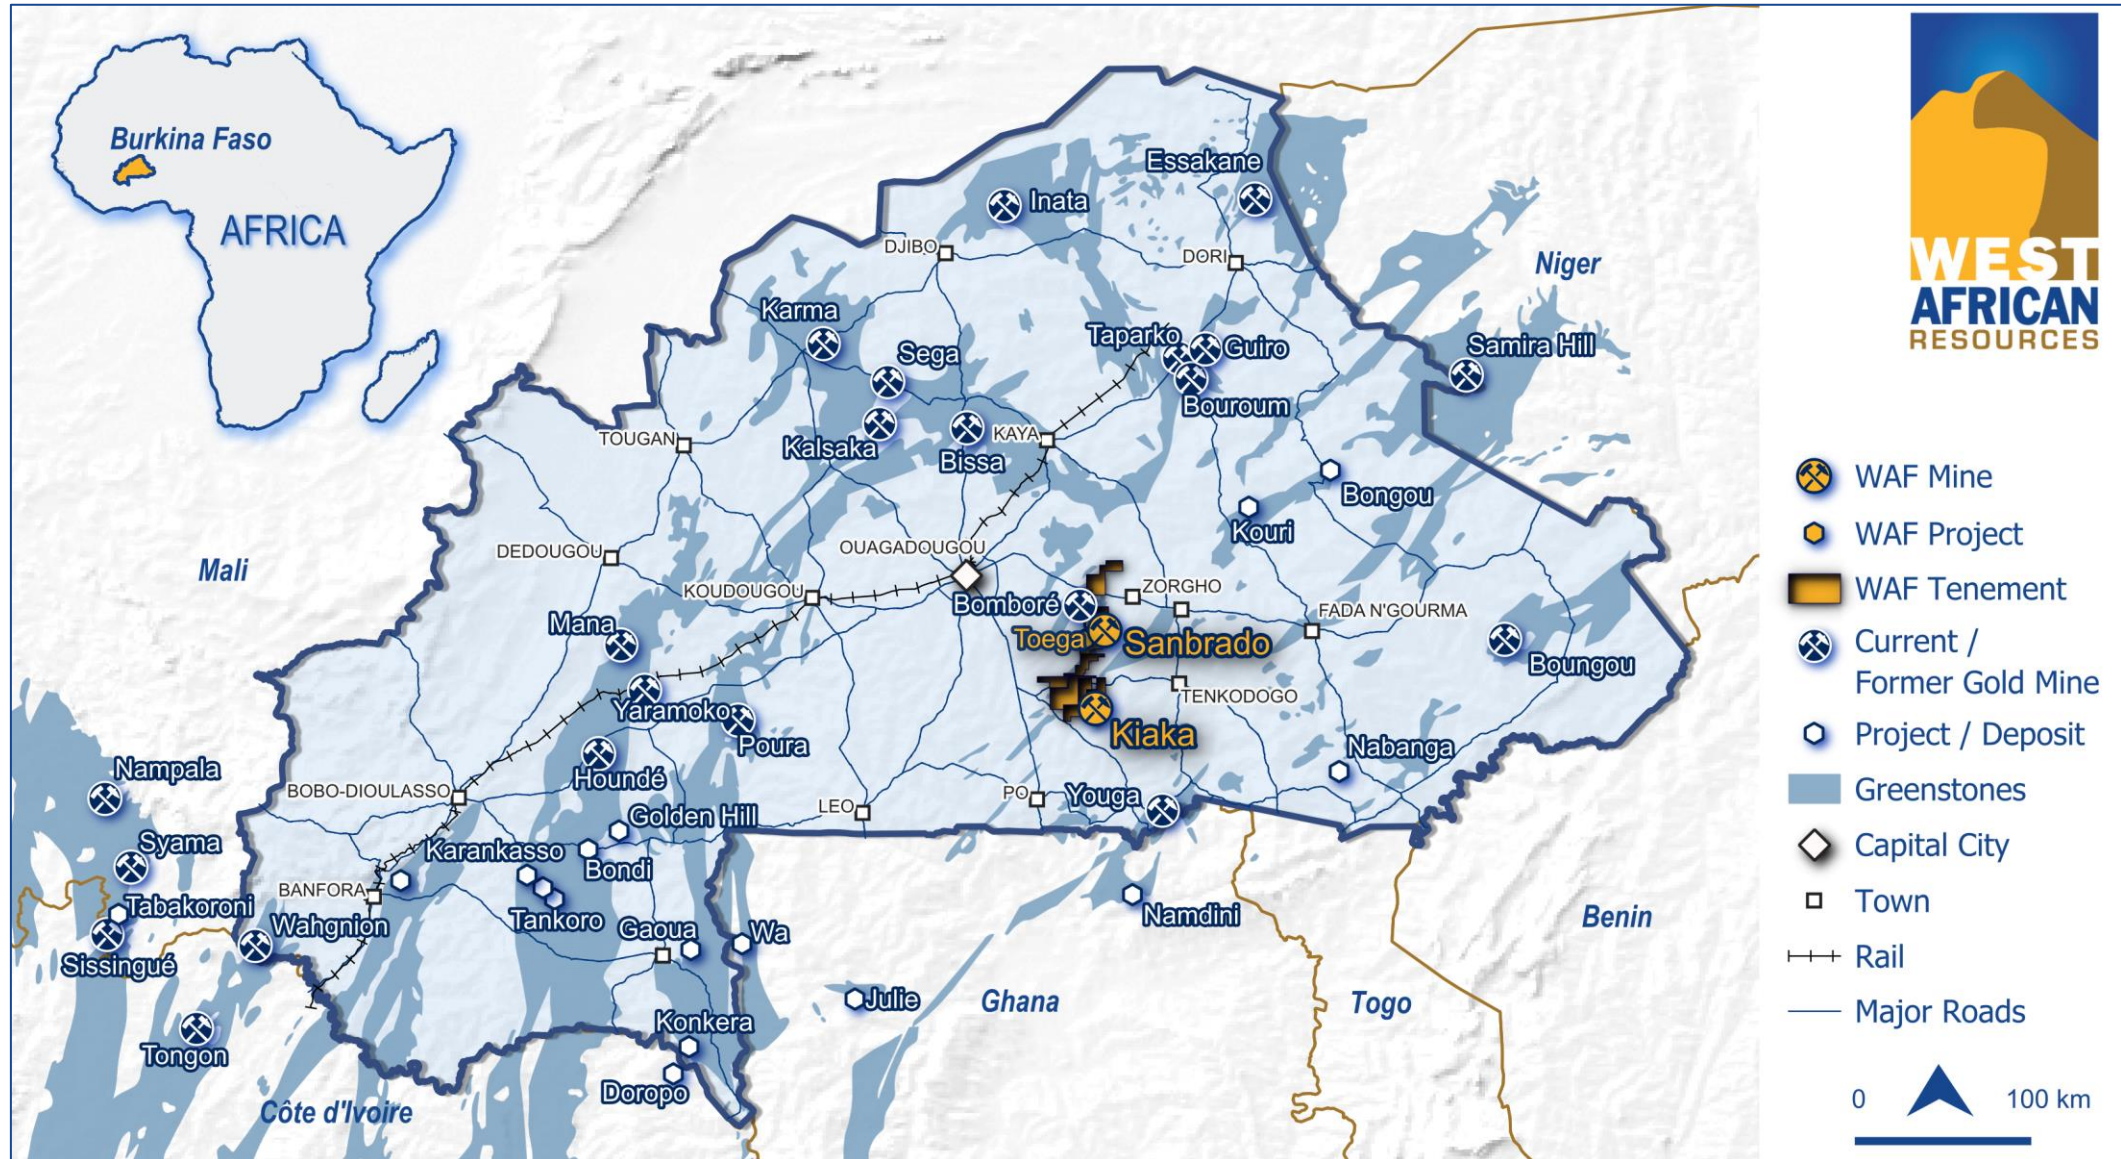 Burkina Faso
AFRICA
Essakane
Inata
DJIBO
DORI
Niger
Karma
Taparko
Guiro
Sega
Samira Hill
Bouroum
TOUGAN
Kalsaka
KAYA
Bissa
Bongou
Kouri
OUAGADOUGOU
DEDOUGOU
Mali
KOUDOUGOU
ZORGHO
Bomboré
FADA N'GOURMA
Mana
Toega
Sanbrado
Boungou
TENKODOGO
Yaramoko
Kiaka
Poura
Nabanga
Nampala
Houndé
BOBO-DIOULASSO
LEO
PO
Youga
Golden Hill
Syama
Karankasso
Bondi
BANFORA
Tabakoroni
Wahgnion
Tankoro
Gaoua
Wa
Namdini
Benin
Sissingué
Julie
Ghana
Togo
Konkera
Tongon
Doropo
Côte d'Ivoire
WEST
AFRICAN
RESOURCES
WAF Mine
WAF Project
WAF Tenement
Current /
Former Gold Mine
Project / Deposit
Greenstones
Capital City
Town
Rail
Major Roads
0 100 km